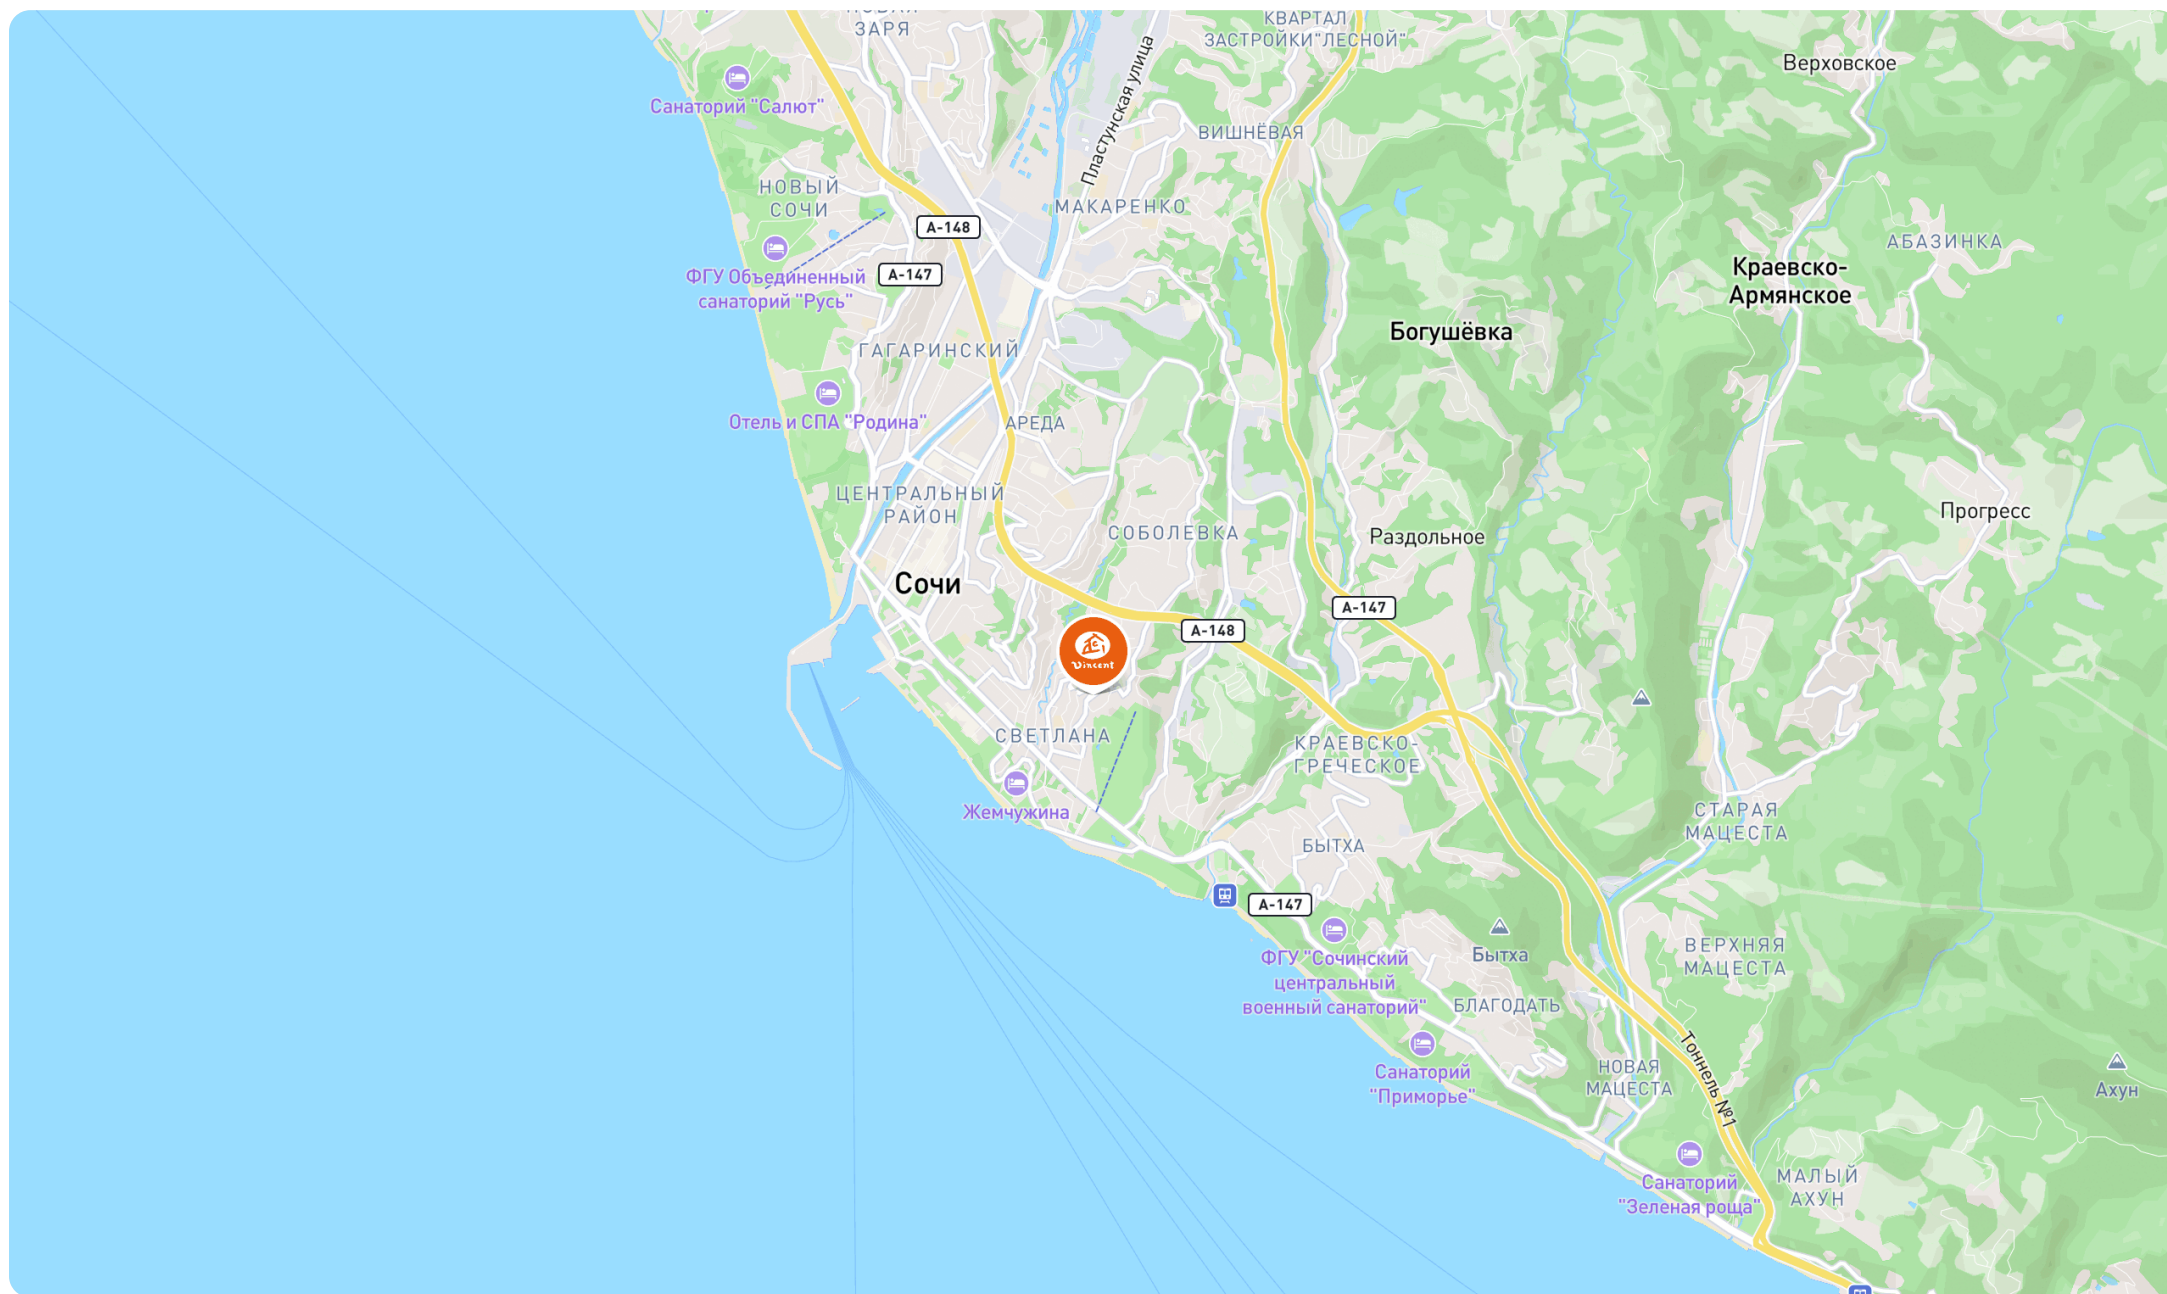 НОВАЯ
ЗАРЯ
КВАРТАЛ
ЗАСТРОЙКИ"ЛЕСНОЙ"
Верховское
Санаторий "Салют"
Пластунская улица
ВИШНЁВАЯ
НОВЫЙ
СОЧИ
МАКАРЕНКО
А-148
АБАЗИНКА
А-147
ФГУ Объединенный
санаторий "Русь"
Краевско-
Армянское
Богушёвка
ГАГАРИНСКИЙ
Отель и СПА "Родина"
АРЕДА
ЦЕНТРАЛЬНЫЙ
РАЙОН
Прогресс
СОБОЛЕВКА
Раздольное
Сочи
А-147
А-148
Vincent
СВЕТЛАНА
КРАЕВСКО-
ГРЕЧЕСКОЕ
Жемчужина
СТАРАЯ
МАЦЕСТА
БЫТХА
А-147
ФГУ "Сочинский
центральный
военный санаторий"
Бытха
ВЕРХНЯЯ
МАЦЕСТА
БЛАГОДАТЬ
Санаторий
"Приморье"
НОВАЯ
МАЦЕСТА
Тоннель №1
Ахун
Санаторий
"Зеленая роща"
МАЛЫЙ
АХУН